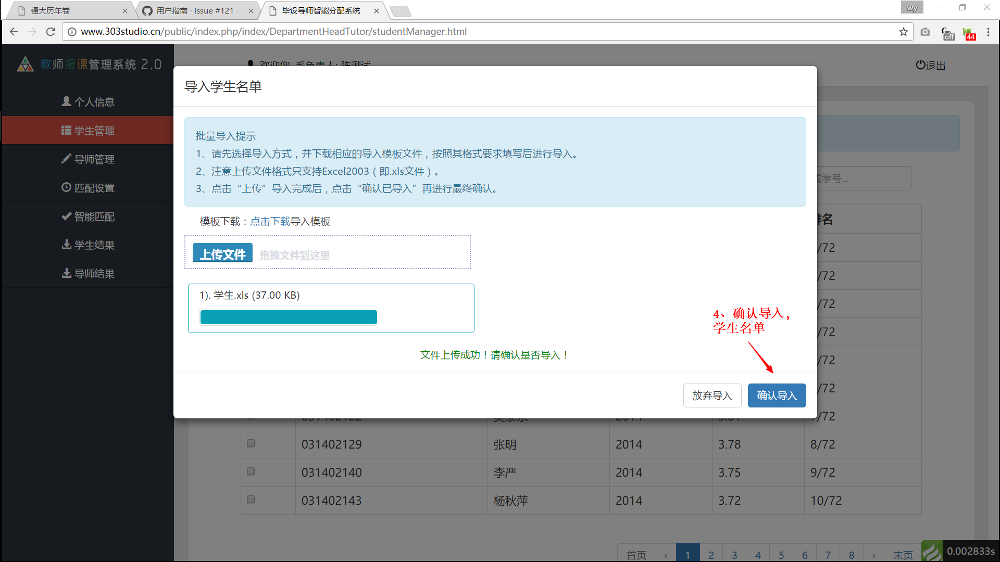 福大历年卷
用户指南 · Issue #121 ·
毕设导师智能分配系统
wy
www.303studio.cn/public/index.php/index/DepartmentHeadTutor/studentManager.html
off
44
教师报课管理系统 2.0
欢迎您, 系负责人: 陈测试
退出
个人信息
学生管理
导师管理
匹配设置
智能匹配
学生结果
导师结果
导入学生名单
批量导入提示
1、请先选择导入方式，并下载相应的导入模板文件，按照其格式要求填写后进行导入。
2、注意上传文件格式只支持Excel2003（即.xls文件）。
3、点击“上传”导入完成后，点击“确认已导入”再进行最终确认。
模板下载：点击下载导入模板
上传文件 拖拽文件到这里
1). 学生.xls (37.00 KB)
4、确认导入，
学生名单
文件上传成功！请确认是否导入！
放弃导入 确认导入
学号...
排名
/72
/72
/72
/72
/72
/72
/72
031402129 张明 2014 3.78 8/72
031402140 李严 2014 3.75 9/72
031402143 杨秋萍 2014 3.72 10/72
首页 ‹ 1 2 3 4 5 6 7 8 › 末页
0.002833s